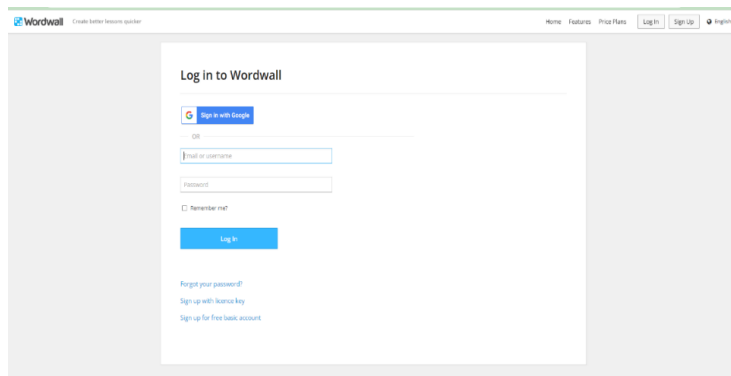 Wordwall Create better lessons quicker Home Features Price Plans Log In Sign Up English
Log in to Wordwall
G Sign in with Google
OR
Email or username
Password
Remember me?
Log In
Forgot your password?
Sign up with licence key
Sign up for free basic account